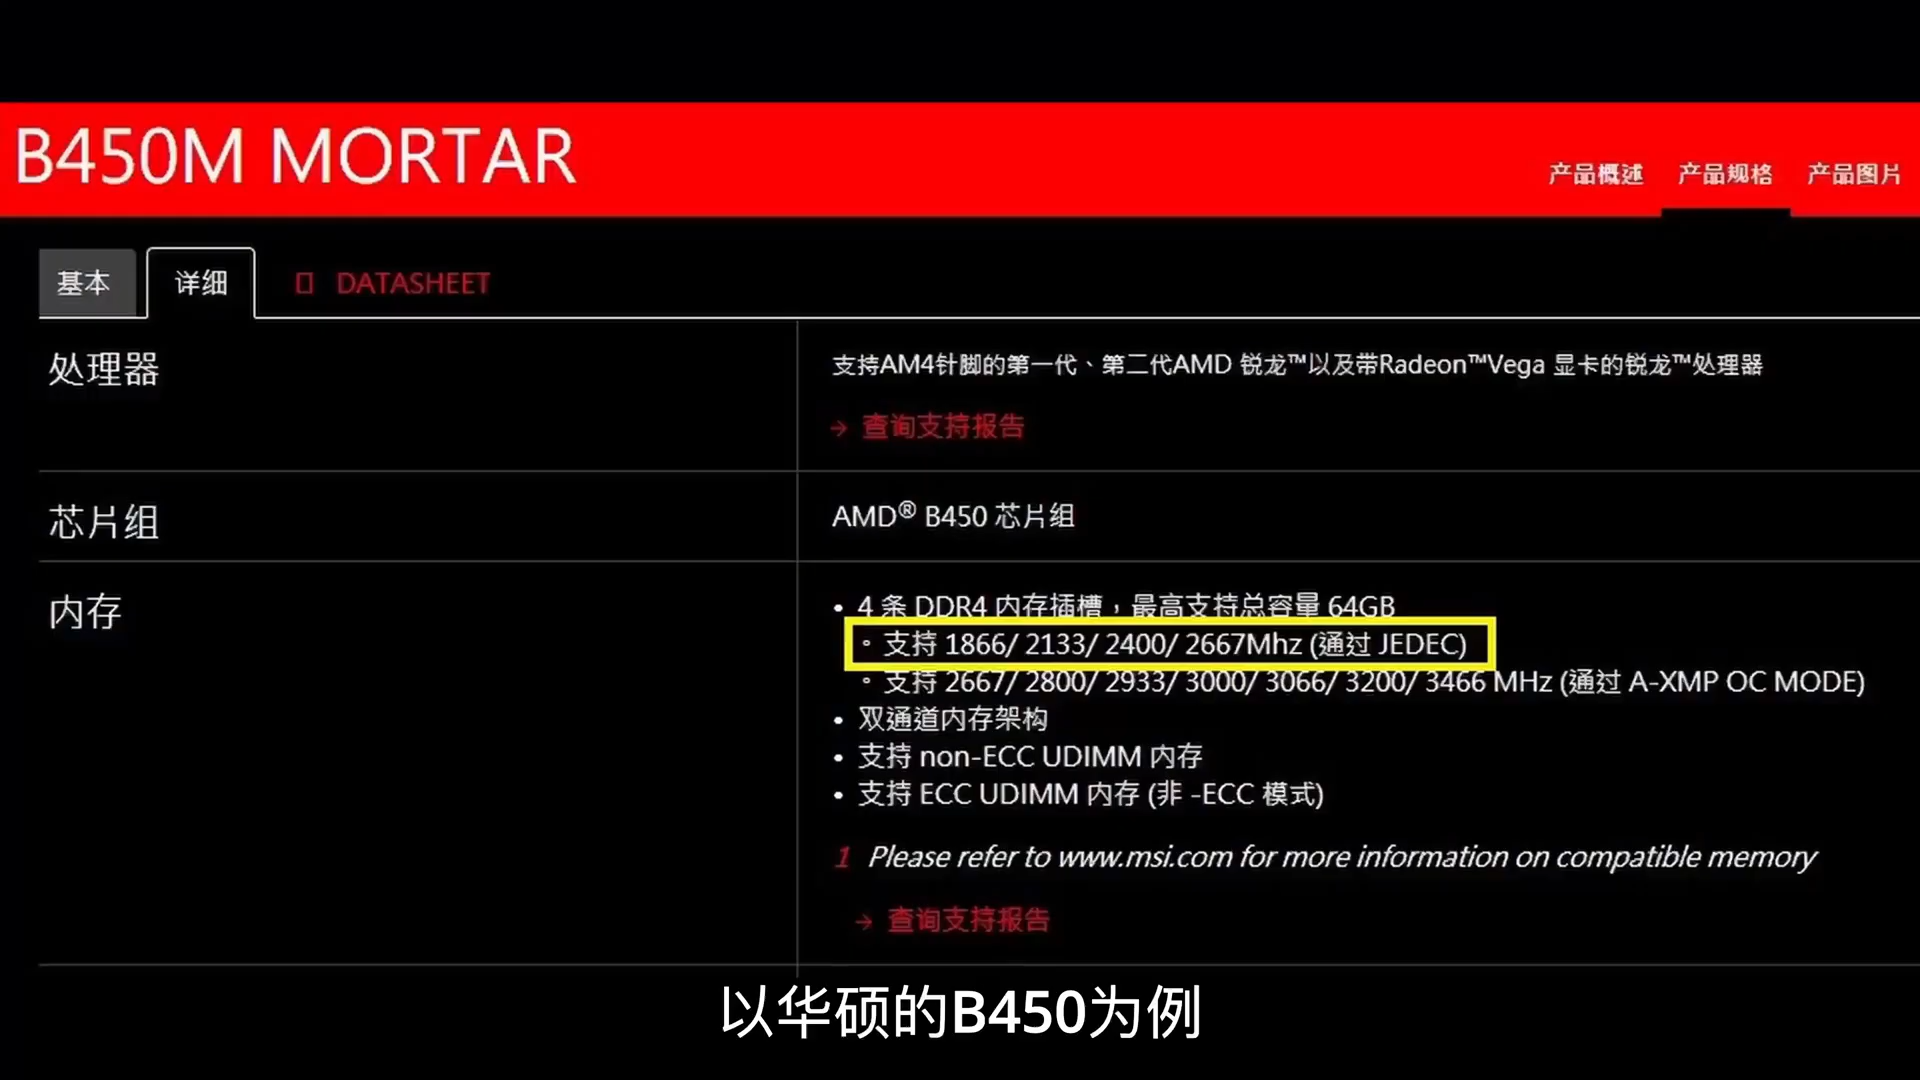 B450M MORTAR
产品概述 产品规格 产品图片
基本 详细 DATASHEET
处理器
支持AM4针脚的第一代、第二代AMD 锐龙™以及带Radeon™Vega 显卡的锐龙™处理器
→ 查询支持报告
芯片组
AMD® B450 芯片组
内存
• 4 条 DDR4 内存插槽，最高支持总容量 64GB
◦ 支持 1866/ 2133/ 2400/ 2667Mhz (通过 JEDEC)
◦ 支持 2667/ 2800/ 2933/ 3000/ 3066/ 3200/ 3466 MHz (通过 A-XMP OC MODE)
• 双通道内存架构
• 支持 non-ECC UDIMM 内存
• 支持 ECC UDIMM 内存 (非 -ECC 模式)
1 Please refer to www.msi.com for more information on compatible memory
→ 查询支持报告
以华硕的B450为例